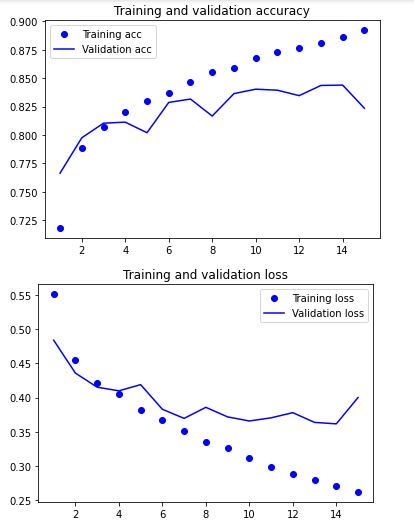 Training and validation accuracy
0.900
0.875
0.850
0.825
0.800
0.775
0.750
0.725
Training acc
Validation acc
2 4 6 8 10 12 14
Training and validation loss
0.55
0.50
0.45
0.40
0.35
0.30
0.25
Training loss
Validation loss
2 4 6 8 10 12 14